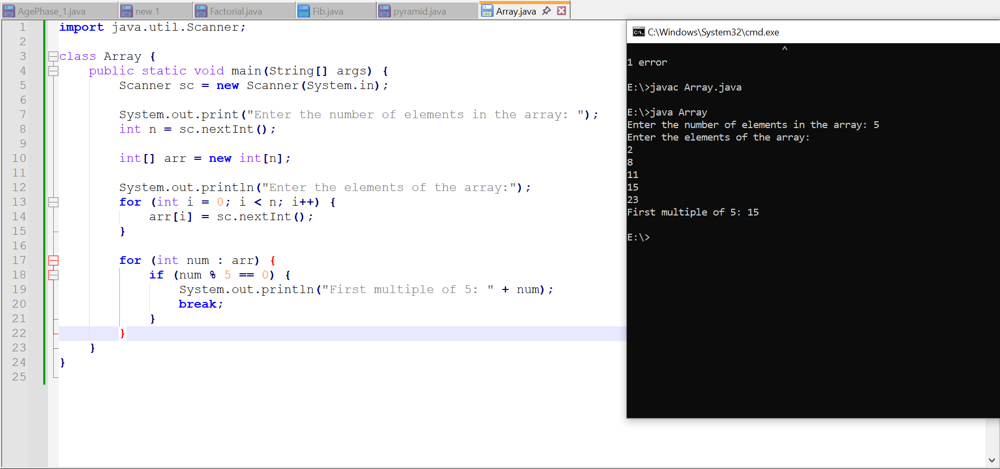 AgePhase_1.java new 1 Factorial.java Fib.java pyramid.java Array.java
1 import java.util.Scanner;
2
3 class Array {
4     public static void main(String[] args) {
5         Scanner sc = new Scanner(System.in);
6
7         System.out.print("Enter the number of elements in the array: ");
8         int n = sc.nextInt();
9
10         int[] arr = new int[n];
11
12         System.out.println("Enter the elements of the array:");
13         for (int i = 0; i < n; i++) {
14             arr[i] = sc.nextInt();
15         }
16
17         for (int num : arr) {
18             if (num % 5 == 0) {
19                 System.out.println("First multiple of 5: " + num);
20                 break;
21             }
22         }
23     }
24 }
25
C:\Windows\System32\cmd.exe
^
1 error
E:\>javac Array.java
E:\>java Array
Enter the number of elements in the array: 5
Enter the elements of the array:
2
8
11
15
23
First multiple of 5: 15
E:\>